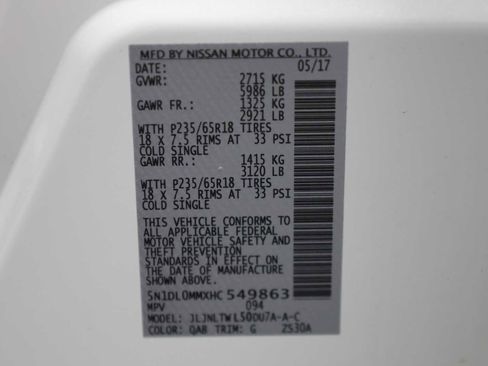 MFD BY NISSAN MOTOR CO., LTD.
DATE: 05/17
GVWR: 2715 KG
5986 LB
GAWR FR.: 1325 KG
2921 LB
WITH P235/65R18 TIRES
18 X 7.5 RIMS AT 33 PSI
COLD SINGLE
GAWR RR.: 1415 KG
3120 LB
WITH P235/65R18 TIRES
18 X 7.5 RIMS AT 33 PSI
COLD SINGLE
THIS VEHICLE CONFORMS TO
ALL APPLICABLE FEDERAL
MOTOR VEHICLE SAFETY AND
THEFT PREVENTION
STANDARDS IN EFFECT ON
THE DATE OF MANUFACTURE
SHOWN ABOVE.
5N1DL0MMXHC549863
MPV 094
MODEL: JLJNLTWL50DU7A-A-C
COLOR: QAB TRIM: G 2S30A